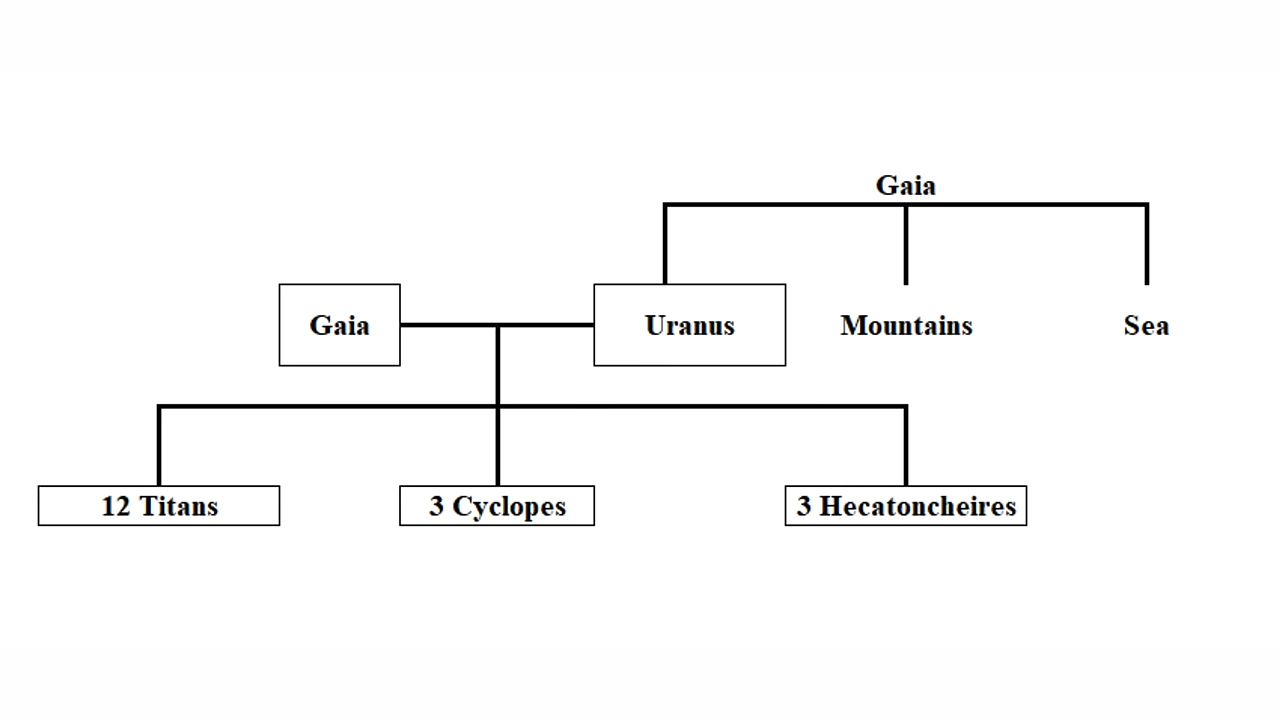 Gaia
Gaia
Uranus
Mountains
Sea
12 Titans
3 Cyclopes
3 Hecatoncheires